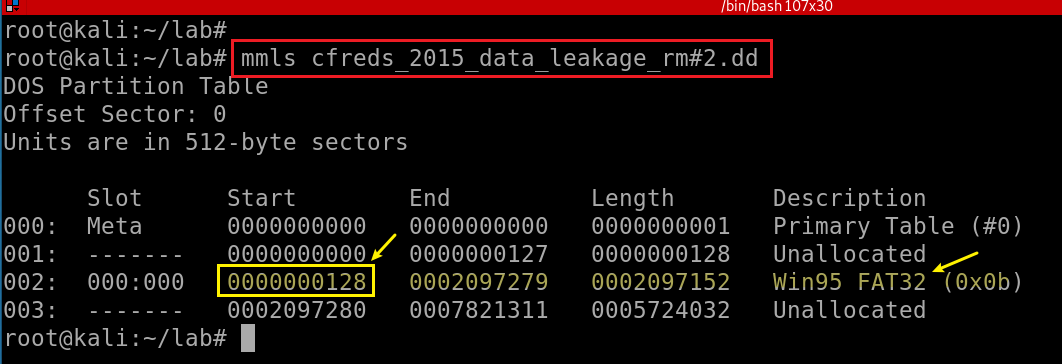 /bin/bash 107x30
root@kali:~/lab#
root@kali:~/lab# mmls cfreds_2015_data_leakage_rm#2.dd
DOS Partition Table
Offset Sector: 0
Units are in 512-byte sectors
Slot Start End Length Description
000: Meta 0000000000 0000000000 0000000001 Primary Table (#0)
001: ------- 0000000000 0000000127 0000000128 Unallocated
002: 000:000 0000000128 0002097279 0002097152 Win95 FAT32 (0x0b)
003: ------- 0002097280 0007821311 0005724032 Unallocated
root@kali:~/lab#